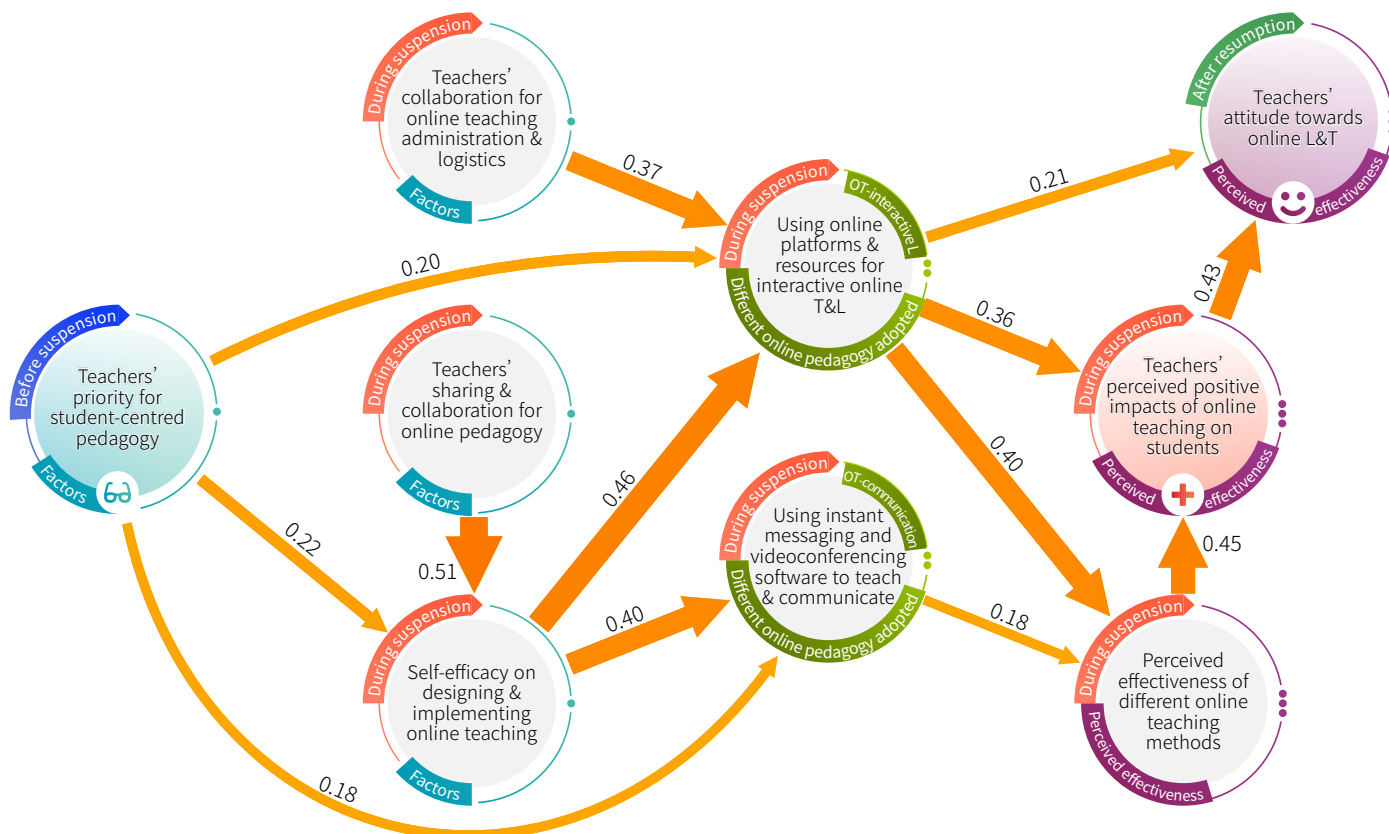 During suspension
Teachers'
collaboration for
online teaching
administration &
logistics
Factors
After resumption
Teachers'
attitude towards
online L&T
Perceived effectiveness
0.37
0.21
During suspension
OT-interactive L
Using online
platforms &
resources for
interactive online
T&L
Different online pedagogy adopted
0.20
0.36
0.43
Before suspension
Teachers'
priority for
student-centred
pedagogy
Factors
During suspension
Teachers'
sharing &
collaboration for
online pedagogy
Factors
During suspension
Teachers'
perceived positive
impacts of online
teaching on
students
Perceived effectiveness
0.46
0.40
0.22
0.51
0.45
During suspension
OT-communication
Using instant
messaging and
videoconferencing
software to teach
& communicate
Different online pedagogy adopted
0.40
0.18
During suspension
Self-efficacy on
designing &
implementing
online teaching
Factors
During suspension
Perceived
effectiveness of
different online
teaching
methods
Perceived effectiveness
0.18